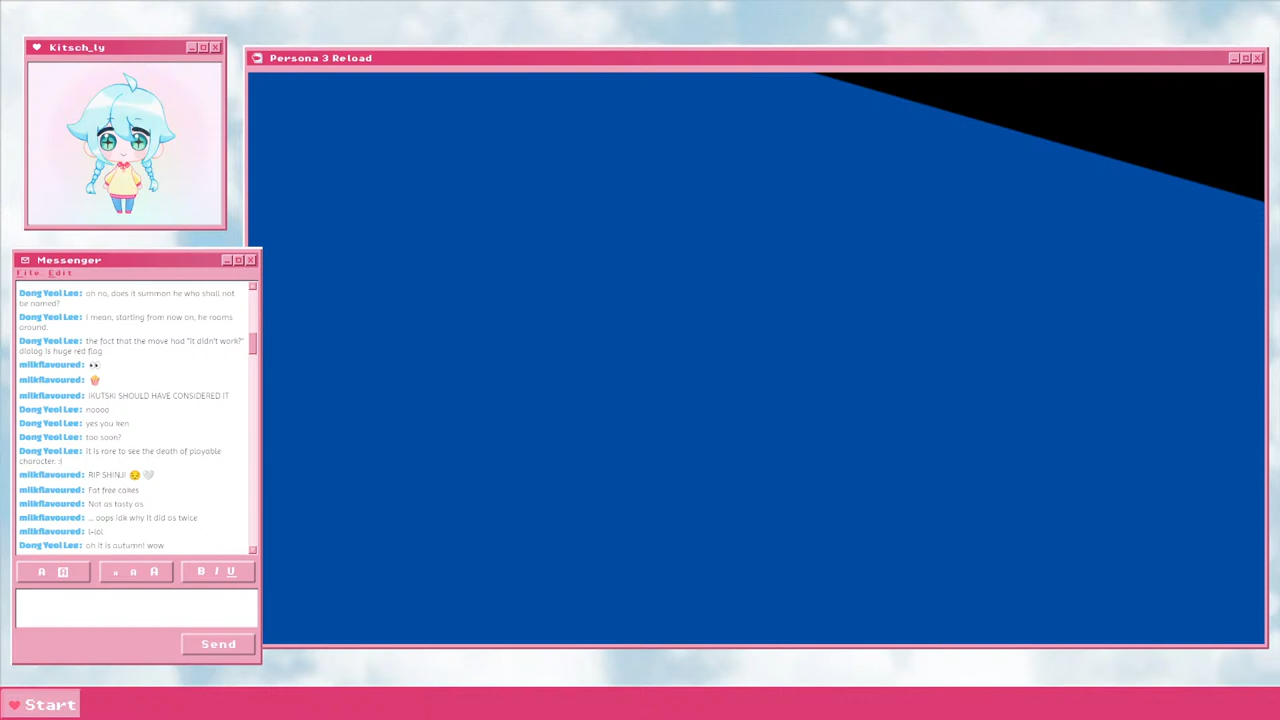 Kitsch_ly
Persona 3 Reload
Messenger
File Edit
Dong Yeol Lee: oh no, does it summon he who shall not
be named?
Dong Yeol Lee: I mean, starting from now on, he roams
around.
Dong Yeol Lee: the fact that the move had "It didn't work?"
dialog is huge red flag
milkflavoured: 👀
milkflavoured: 🍿
milkflavoured: IKUTSKI SHOULD HAVE CONSIDERED IT
Dong Yeol Lee: noooo
Dong Yeol Lee: yes you ken
Dong Yeol Lee: too soon?
Dong Yeol Lee: It is rare to see the death of playable
character. :(
milkflavoured: RIP SHINJI 😔 🤍
milkflavoured: Fat free cakes
milkflavoured: Not as tasty as
milkflavoured: ... oops idk why it did as twice
milkflavoured: l-lol
Dong Yeol Lee: oh it is autumn! wow
A A A A A B I U
Send
Start